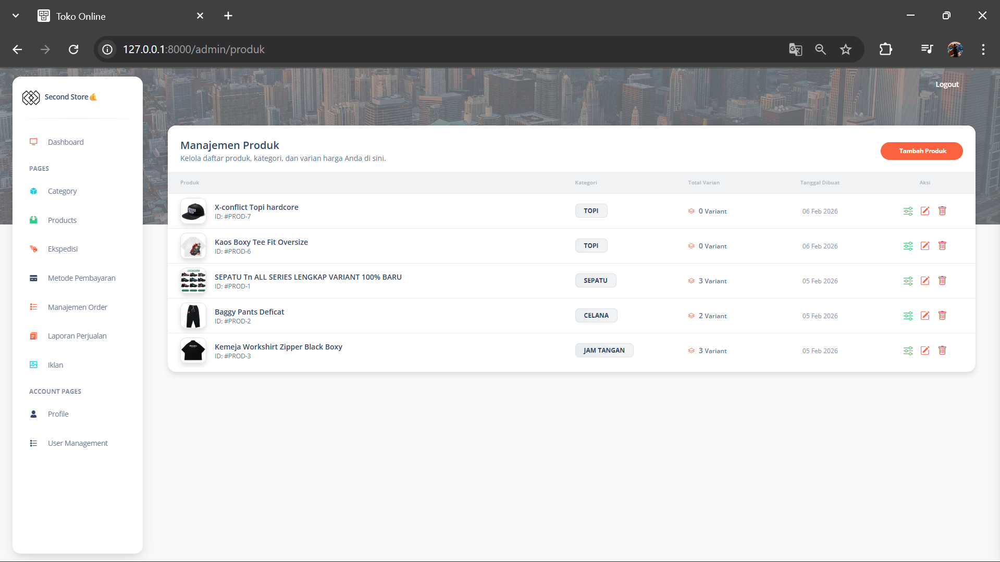 Toko Online
127.0.0.1:8000/admin/produk
Second Store
Logout
Dashboard
PAGES
Category
Products
Ekspedisi
Metode Pembayaran
Manajemen Order
Laporan Perjualan
Iklan
ACCOUNT PAGES
Profile
User Management
Manajemen Produk
Kelola daftar produk, kategori, dan varian harga Anda di sini.
Tambah Produk
Produk Kategori Total Varian Tanggal Dibuat Aksi
X-conflict Topi hardcore
ID: #PROD-7
TOPI 0 Variant 06 Feb 2026
Kaos Boxy Tee Fit Oversize
ID: #PROD-6
TOPI 0 Variant 06 Feb 2026
SEPATU Tn ALL SERIES LENGKAP VARIANT 100% BARU
ID: #PROD-1
SEPATU 3 Variant 05 Feb 2026
Baggy Pants Deficat
ID: #PROD-2
CELANA 2 Variant 05 Feb 2026
Kemeja Workshirt Zipper Black Boxy
ID: #PROD-3
JAM TANGAN 3 Variant 05 Feb 2026